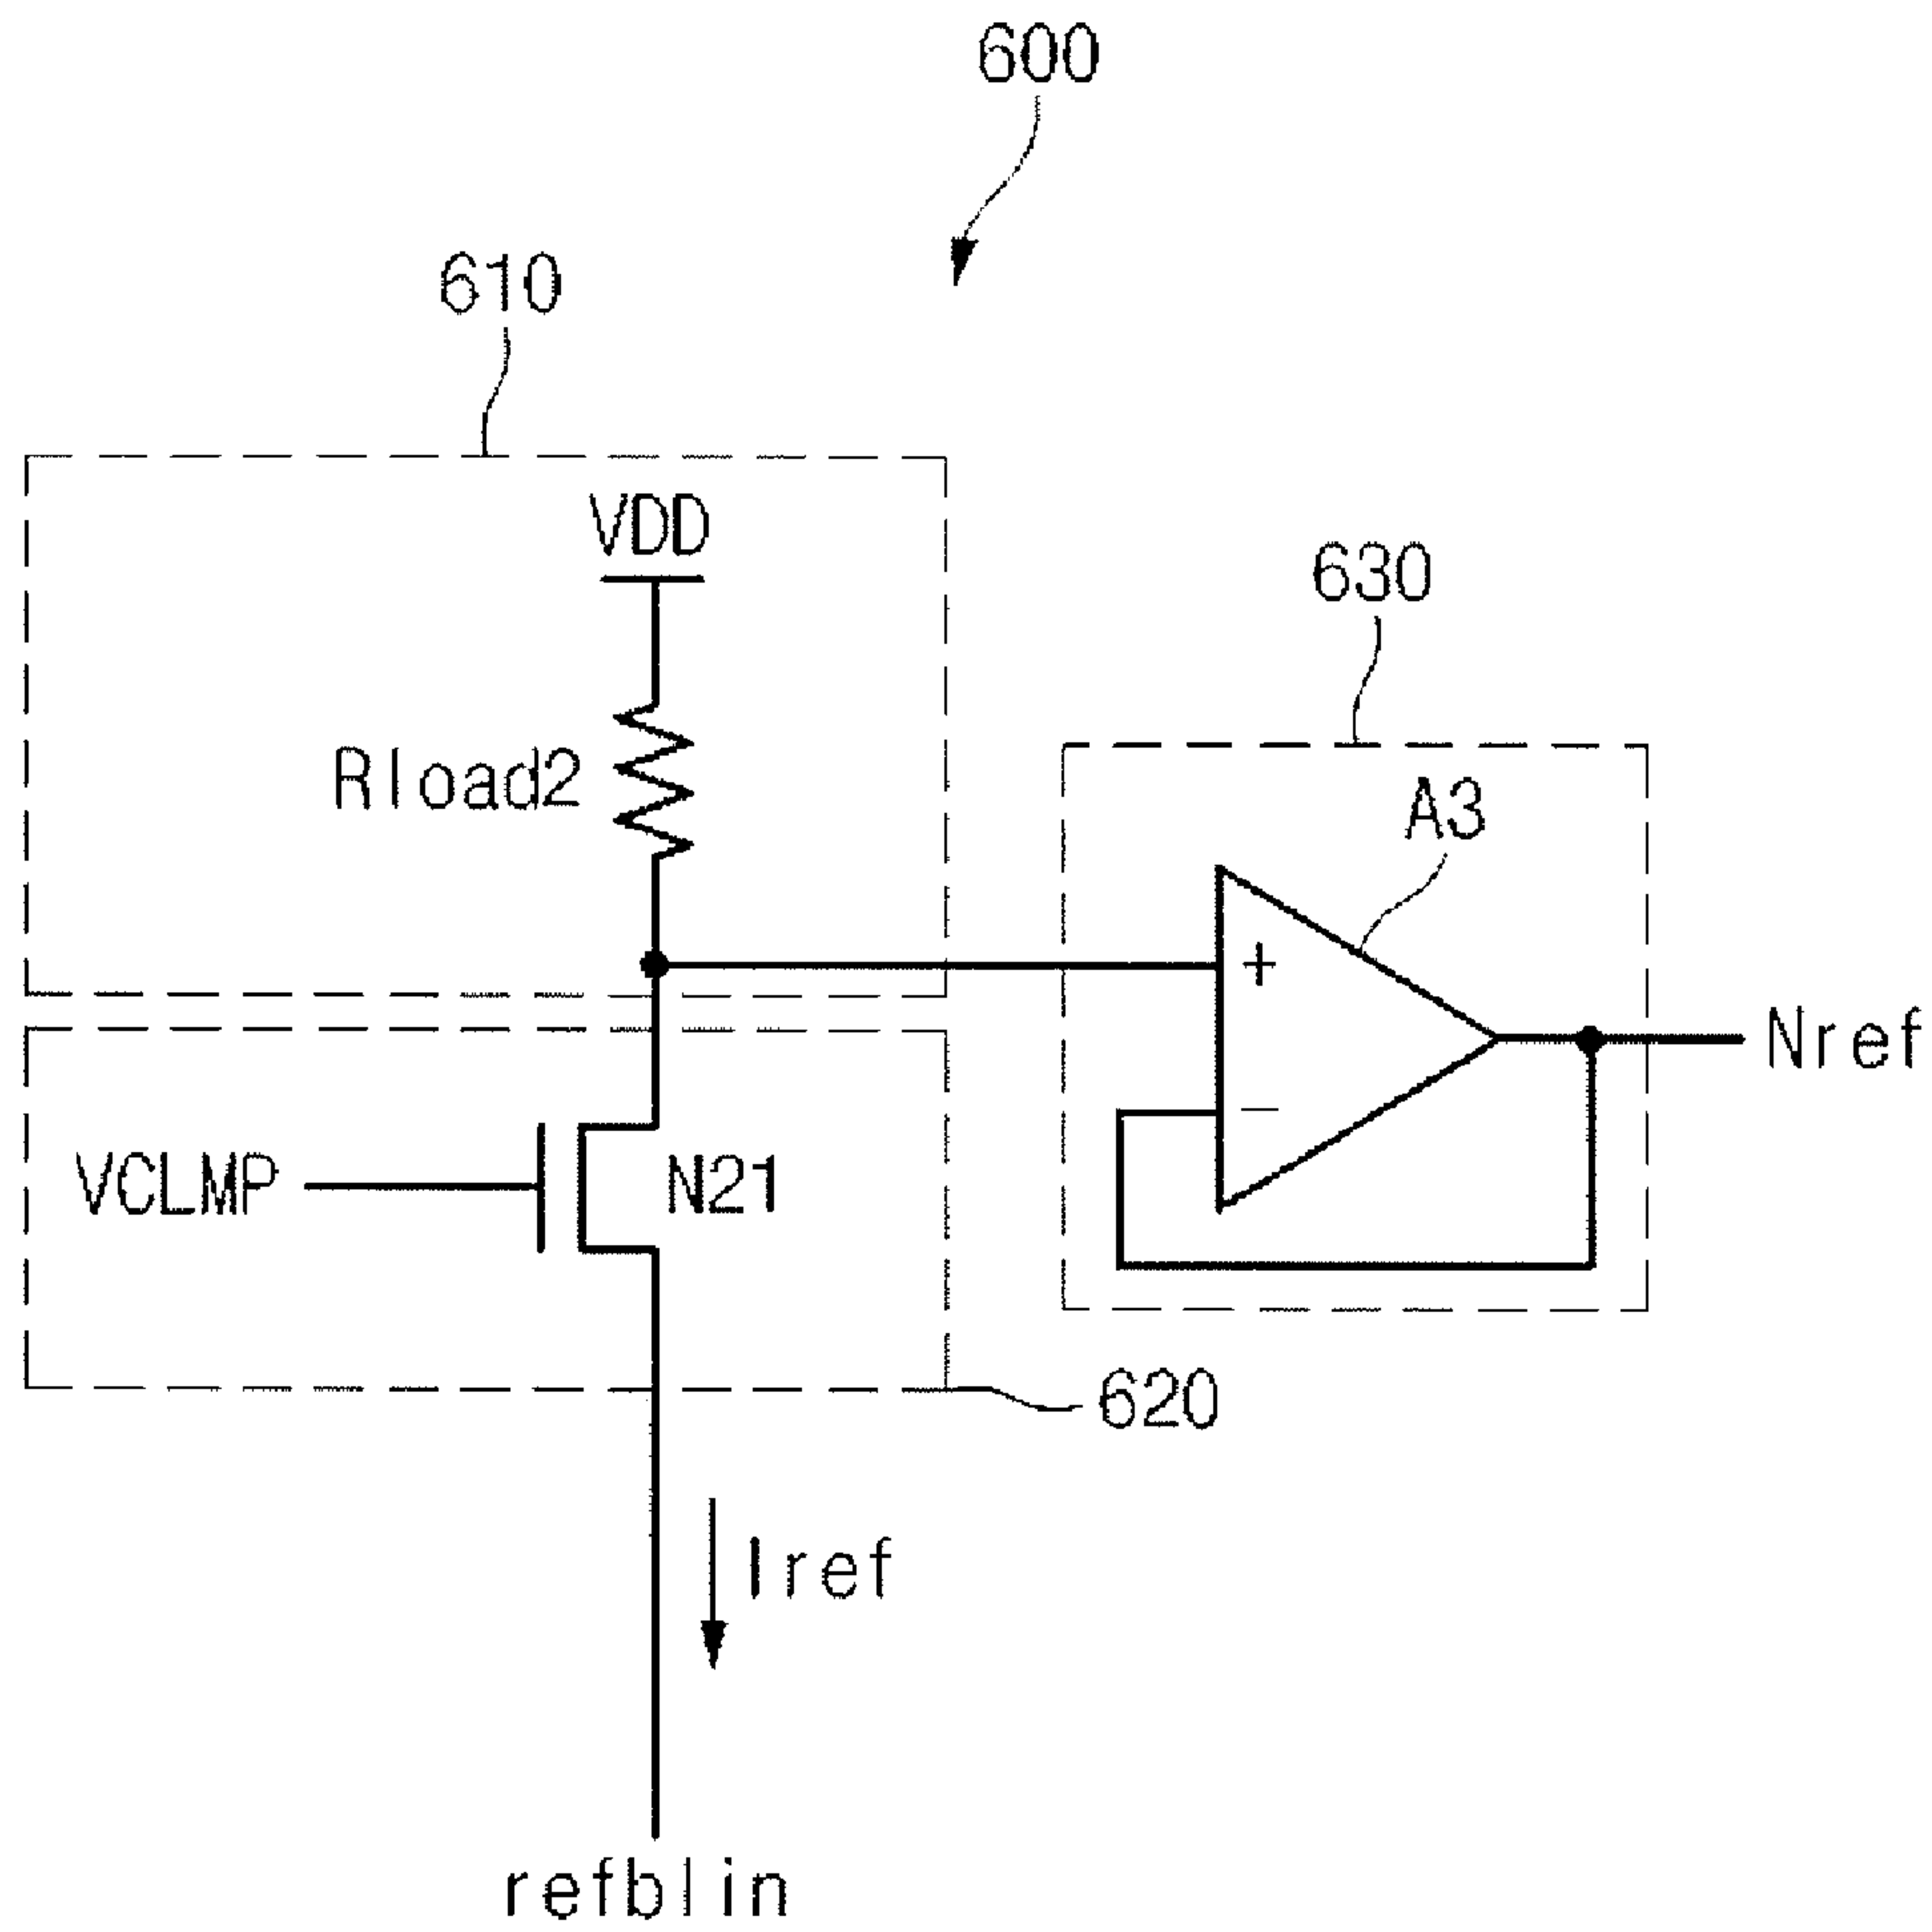 600
610
VDD
630
Rload2
A3
+
Nref
−
VCLMP
N21
620
Iref
refblin